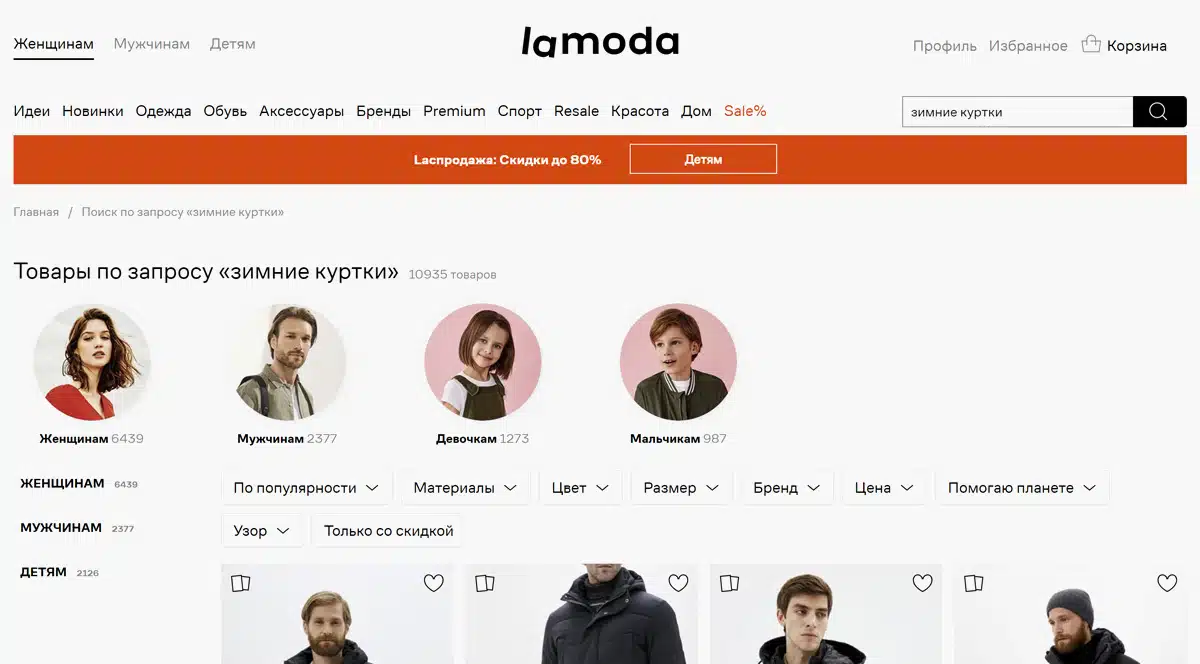 Женщинам Мужчинам Детям
lamoda
Профиль Избранное Корзина
Идеи Новинки Одежда Обувь Аксессуары Бренды Premium Спорт Resale Красота Дом Sale%
зимние куртки
Laспродажа: Скидки до 80% Детям
Главная / Поиск по запросу «зимние куртки»
Товары по запросу «зимние куртки» 10935 товаров
Женщинам 6439 Мужчинам 2377 Девочкам 1273 Мальчикам 987
ЖЕНЩИНАМ 6439
МУЖЧИНАМ 2377
ДЕТЯМ 2126
По популярности Материалы Цвет Размер Бренд Цена Помогаю планете
Узор Только со скидкой